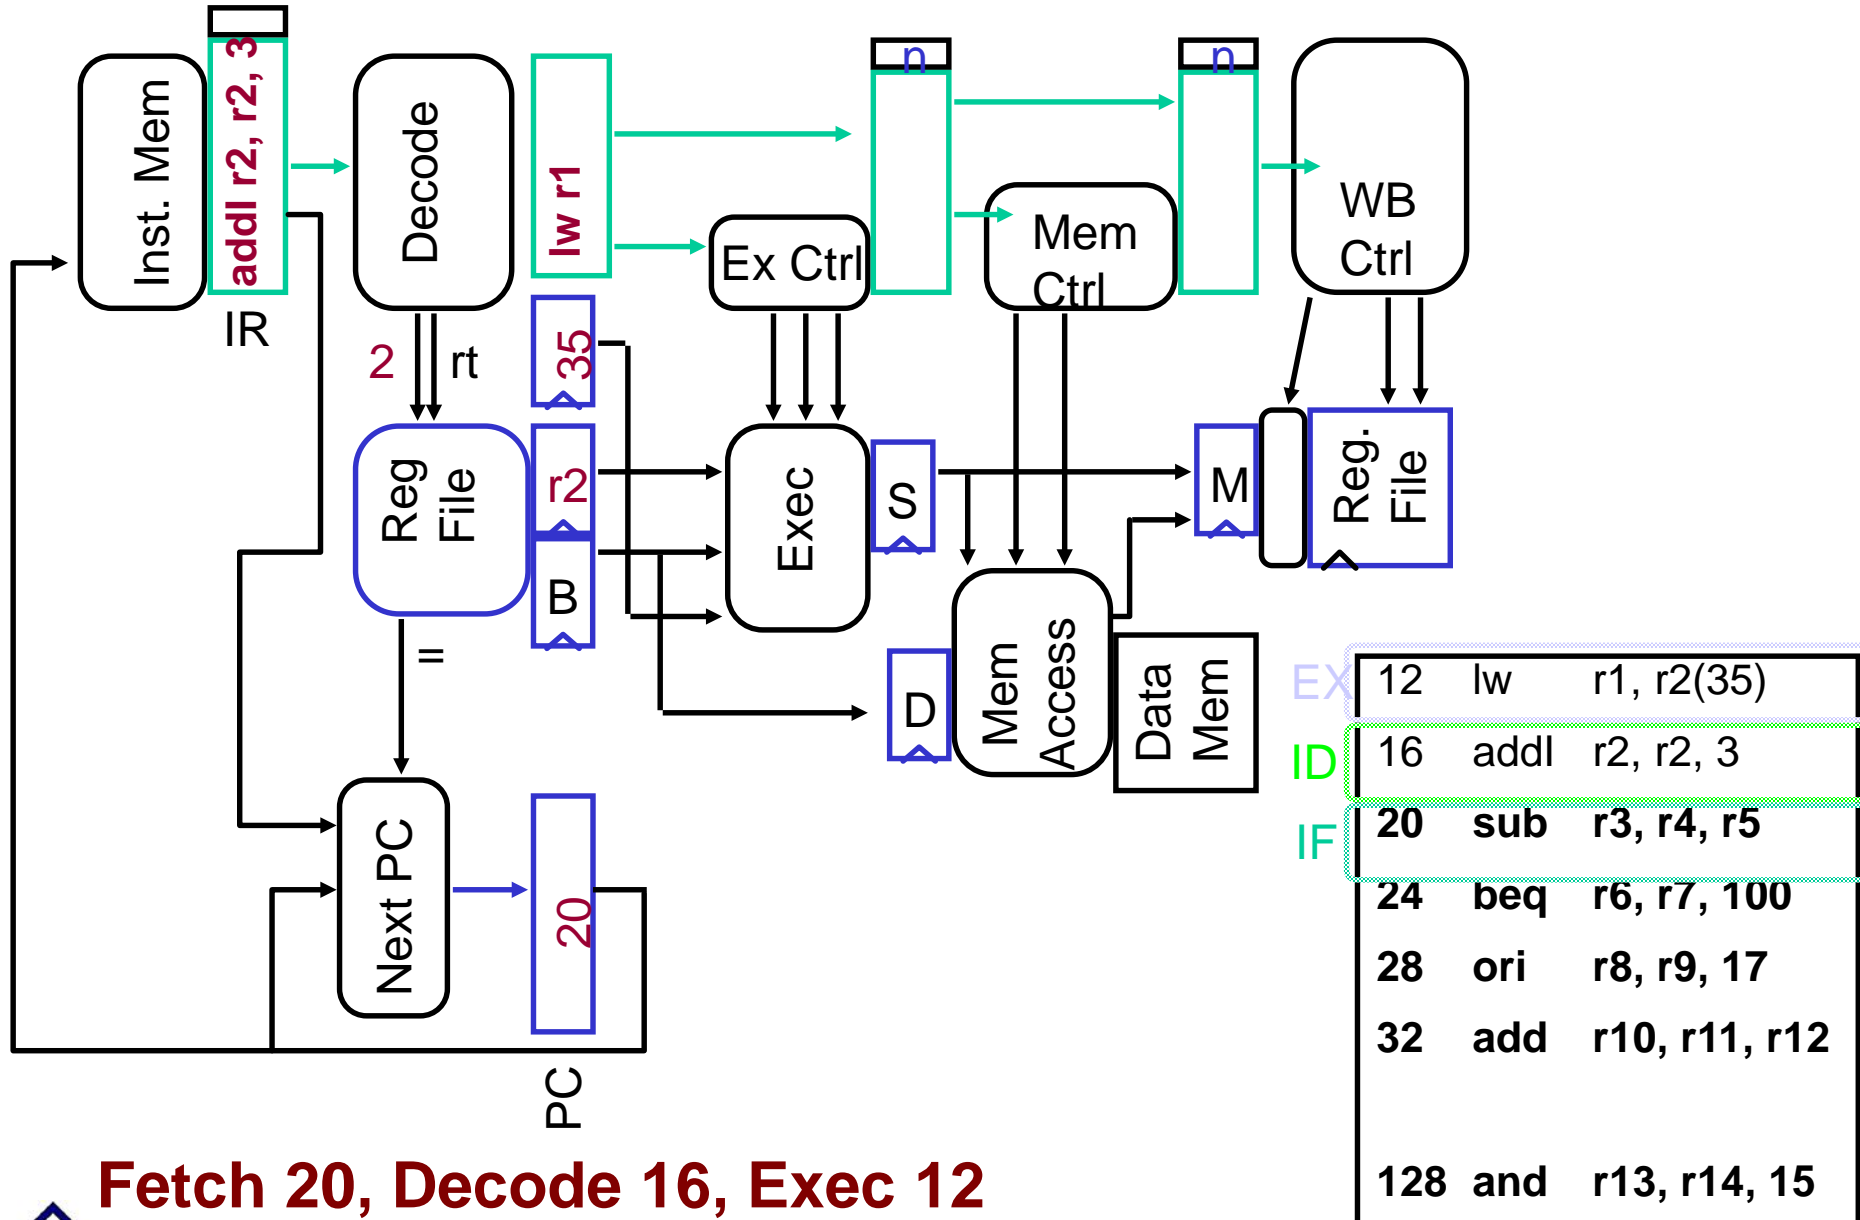 Inst. Mem
addI r2, r2, 3
IR
Decode
lw r1
n
n
Ex Ctrl
Mem
Ctrl
WB
Ctrl
2
rt
35
Reg
File
r2
B
Exec
S
M
Reg.
File
=
D
Mem
Access
Data
Mem
Next PC
20
PC
EX
12 lw r1, r2(35)
ID
16 addI r2, r2, 3
IF
20 sub r3, r4, r5
24 beq r6, r7, 100
28 ori r8, r9, 17
32 add r10, r11, r12
128 and r13, r14, 15
Fetch 20, Decode 16, Exec 12